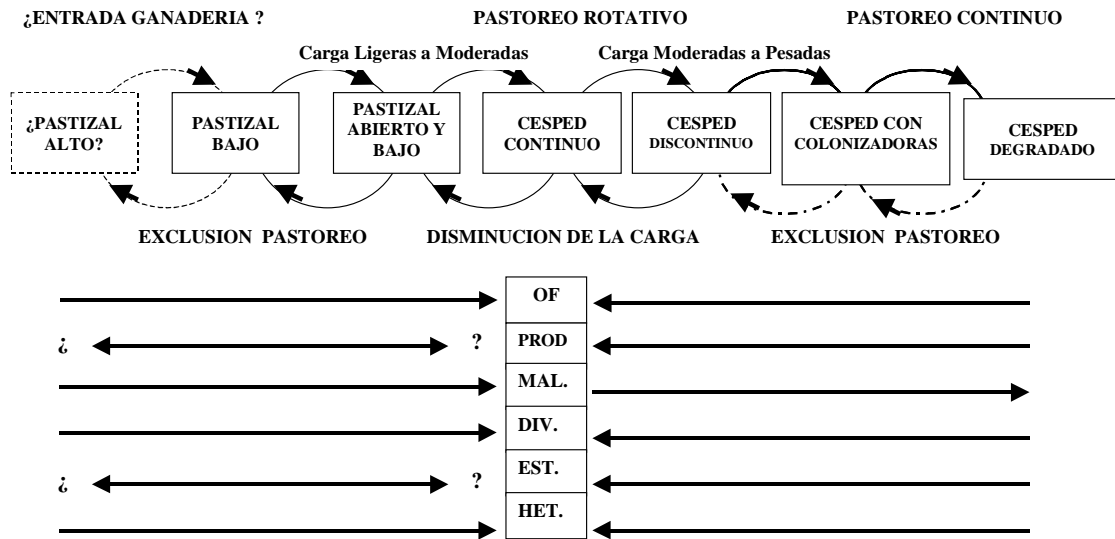 ¿ENTRADA GANADERIA ?
PASTOREO ROTATIVO
PASTOREO CONTINUO
Carga Ligeras a Moderadas
Carga Moderadas a Pesadas
¿PASTIZAL
ALTO?
PASTIZAL
BAJO
PASTIZAL
ABIERTO Y
BAJO
CESPED
CONTINUO
CESPED
DISCONTINUO
CESPED CON
COLONIZADORAS
CESPED
DEGRADADO
EXCLUSION PASTOREO
DISMINUCION DE LA CARGA
EXCLUSION PASTOREO
OF
¿ ? PROD
MAL.
DIV.
¿ ? EST.
HET.